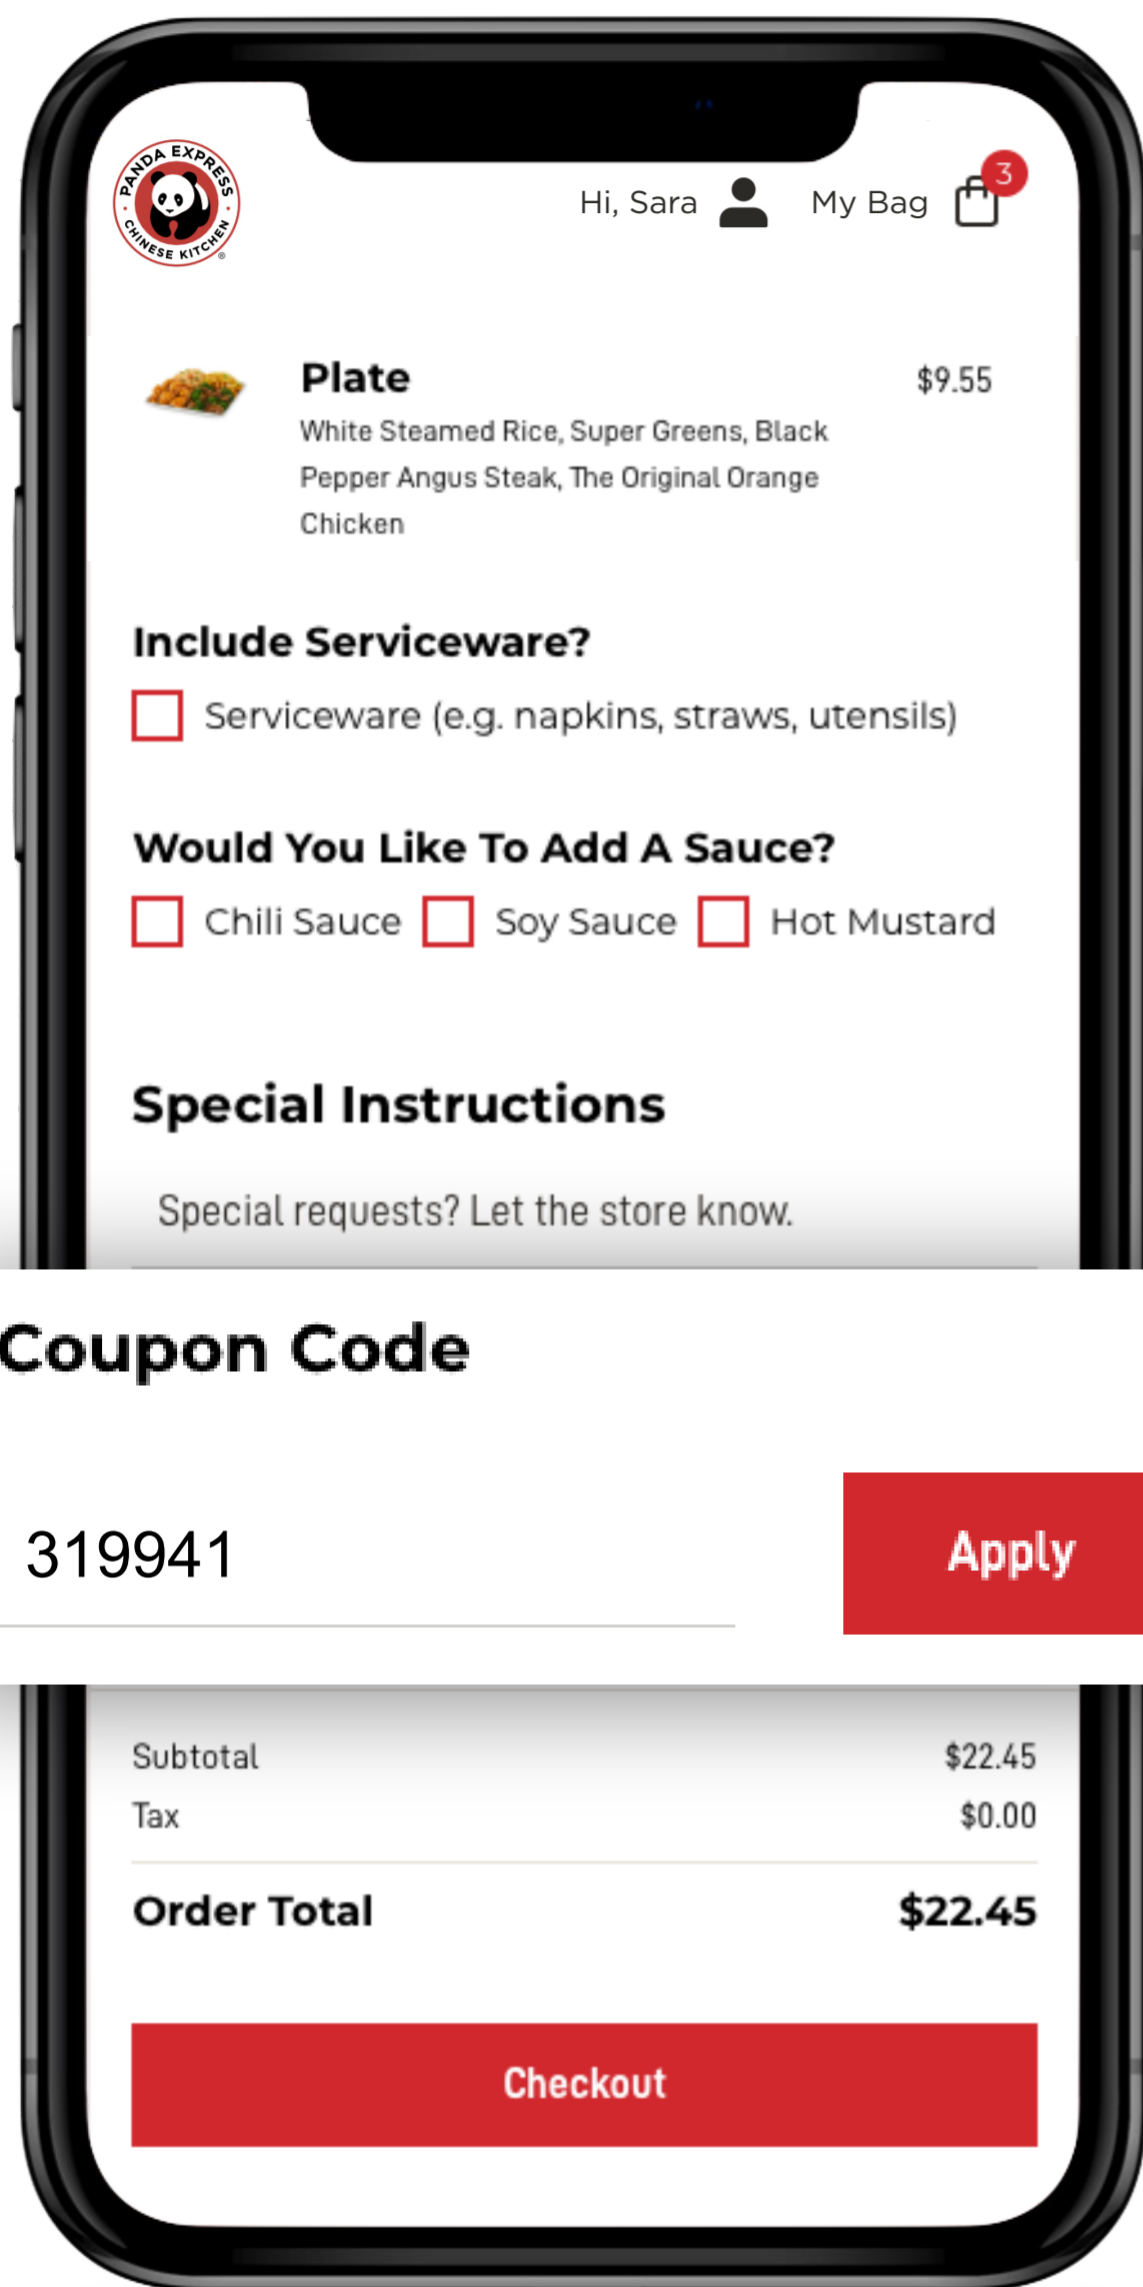 PANDA EXPRESS
CHINESE KITCHEN
®
Hi, Sara
My Bag
3
Plate
$9.55
White Steamed Rice, Super Greens, Black
Pepper Angus Steak, The Original Orange
Chicken
Include Serviceware?
Serviceware (e.g. napkins, straws, utensils)
Would You Like To Add A Sauce?
Chili Sauce
Soy Sauce
Hot Mustard
Special Instructions
Special requests? Let the store know.
Coupon Code
319941
Apply
Subtotal
$22.45
Tax
$0.00
Order Total
$22.45
Checkout